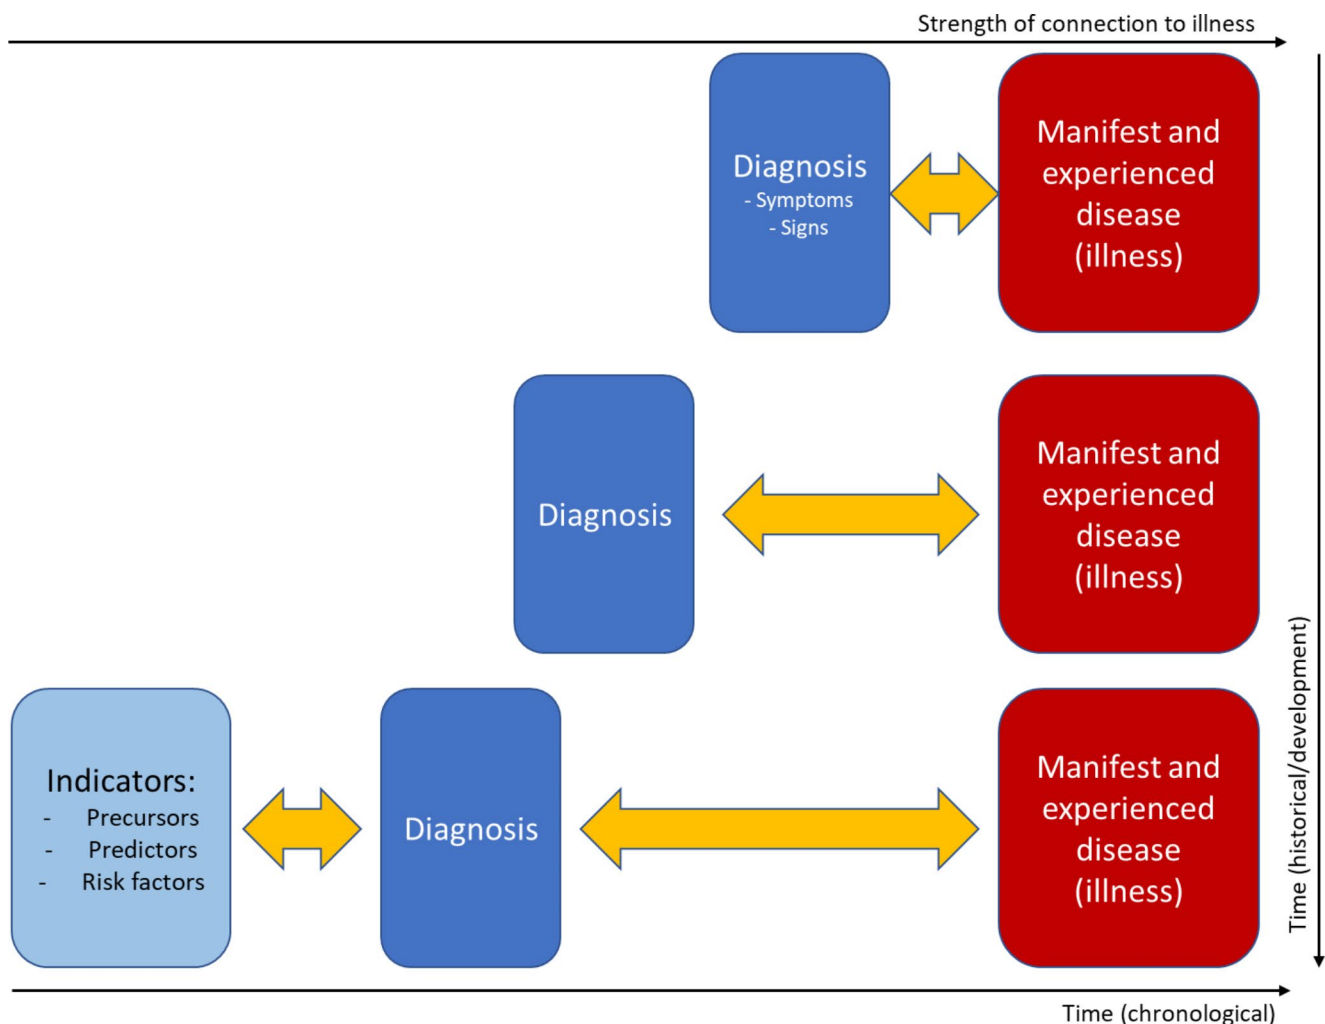 Strength of connection to illness
Diagnosis
- Symptoms
- Signs
Manifest and
experienced
disease
(illness)
Diagnosis
Manifest and
experienced
disease
(illness)
Indicators:
- Precursors
- Predictors
- Risk factors
Diagnosis
Manifest and
experienced
disease
(illness)
Time (historical/development)
Time (chronological)